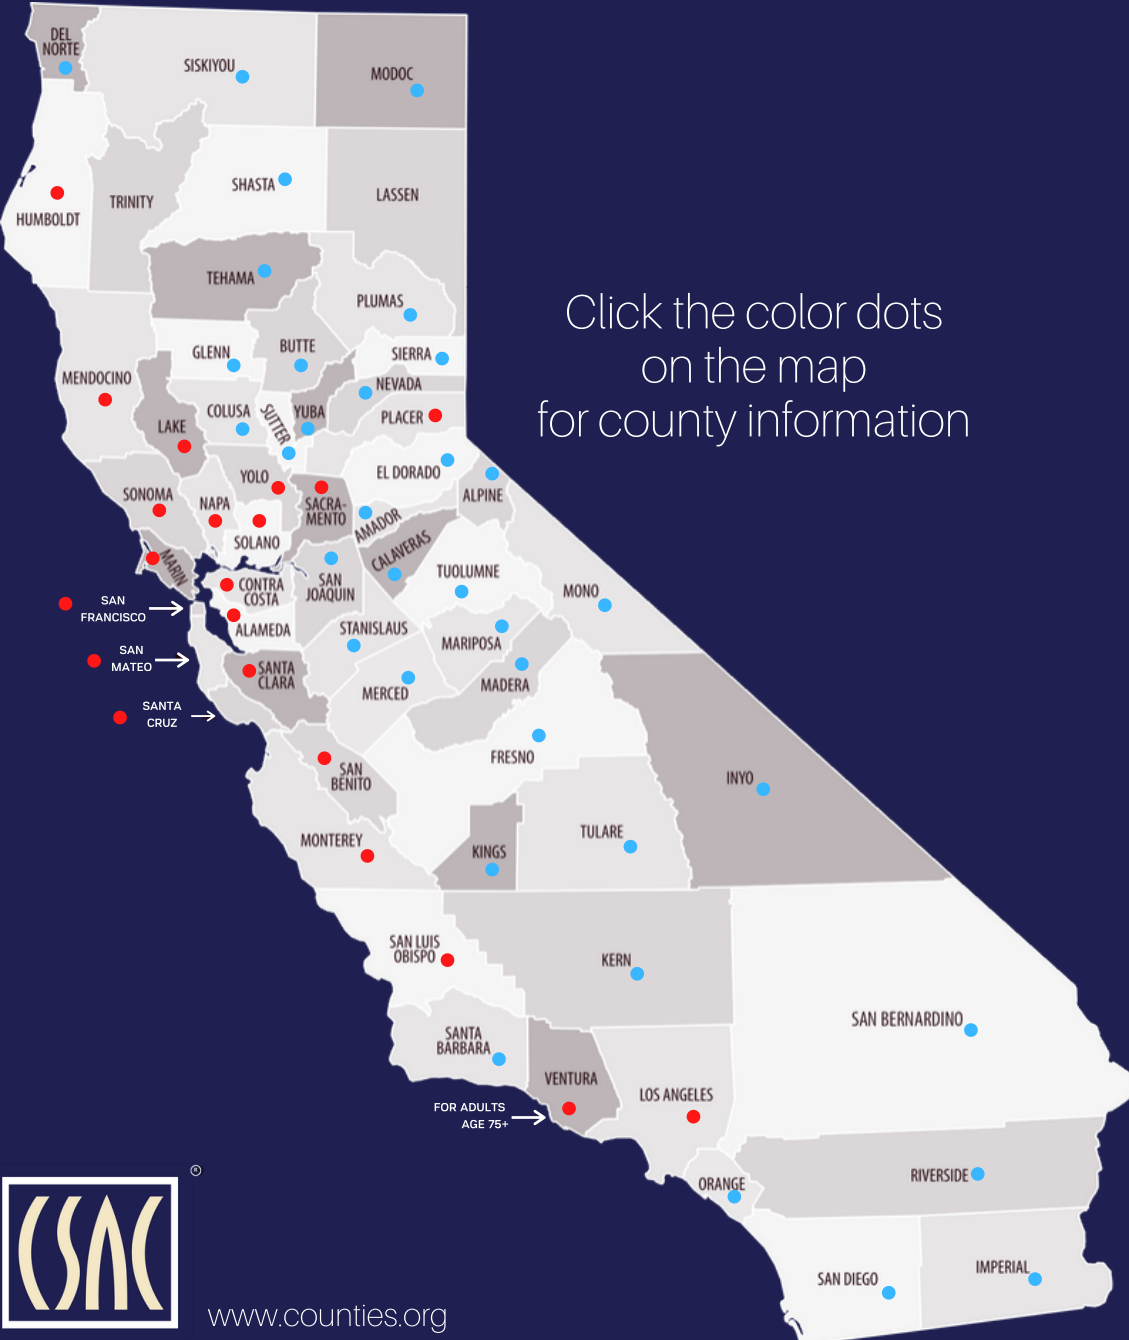 DEL
NORTE
SISKIYOU
MODOC
SHASTA
HUMBOLDT
TRINITY
LASSEN
TEHAMA
PLUMAS
Click the color dots
on the map
for county information
GLENN
BUTTE
SIERRA
MENDOCINO
NEVADA
LAKE
COLUSA
SUTTER
YUBA
PLACER
YOLO
EL DORADO
ALPINE
SONOMA
NAPA
SACRA-
MENTO
AMADOR
SOLANO
CALAVERAS
MARIN
CONTRA
COSTA
SAN
JOAQUIN
TUOLUMNE
MONO
SAN
FRANCISCO
ALAMEDA
STANISLAUS
MARIPOSA
SAN
MATEO
SANTA
CLARA
MERCED
MADERA
SANTA
CRUZ
FRESNO
SAN
BENITO
INYO
MONTEREY
KINGS
TULARE
SAN LUIS
OBISPO
KERN
SAN BERNARDINO
SANTA
BARBARA
VENTURA
LOS ANGELES
FOR ADULTS
AGE 75+
ORANGE
RIVERSIDE
SAN DIEGO
IMPERIAL
®
CSAC
www.counties.org